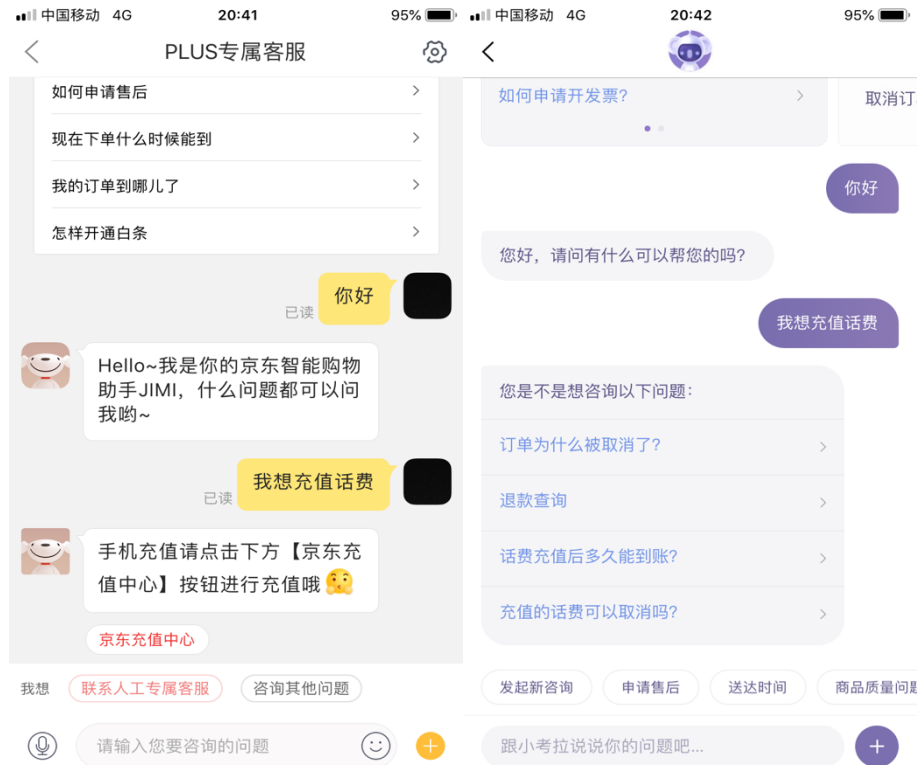 中国移动 4G 20:41 95%
PLUS专属客服
如何申请售后
现在下单什么时候能到
我的订单到哪儿了
怎样开通白条
你好
已读
Hello~我是你的京东智能购物
助手JIMI，什么问题都可以问
我哟~
我想充值话费
已读
手机充值请点击下方【京东充
值中心】按钮进行充值哦
京东充值中心
我想 联系人工专属客服 咨询其他问题
请输入您要咨询的问题
中国移动 4G 20:42 95%
如何申请开发票?
取消订
你好
您好，请问有什么可以帮您的吗?
我想充值话费
您是不是想咨询以下问题:
订单为什么被取消了?
退款查询
话费充值后多久能到账?
充值的话费可以取消吗?
发起新咨询 申请售后 送达时间 商品质量问题
跟小考拉说说你的问题吧...